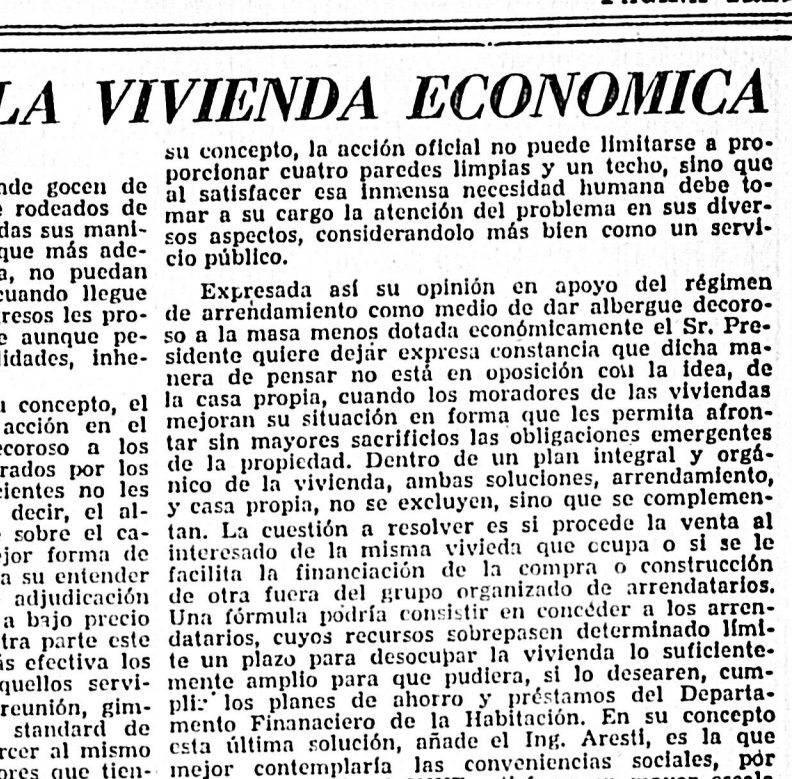 LA VIVIENDA ECONOMICA
nde gocen de
rodeados de
das sus mani-
que más ade-
a, no puedan
cuando llegue
resos les pro-
e aunque pe-
lidades, inhe-
u concepto, el
acción en el
ecoroso a los
rados por los
cientes no les
decir, el al-
sobre el ca-
ejor forma de
a su entender
adjudicación
a bajo precio
tra parte este
ás efectiva los
quellos servi-
reunión, gim-
standard de
rcer al mismo
ores que tien-
su concepto, la acción oficial no puede limitarse a pro-
porcionar cuatro paredes limpias y un techo, sino que
al satisfacer esa inmensa necesidad humana debe to-
mar a su cargo la atención del problema en sus diver-
sos aspectos, considerandolo más bien como un servi-
cio público.
Expresada así su opinión en apoyo del régimen
de arrendamiento como medio de dar albergue decoro-
so a la masa menos dotada económicamente el Sr. Pre-
sidente quiere dejar expresa constancia que dicha ma-
nera de pensar no está en oposición con la idea, de
la casa propia, cuando los moradores de las viviendas
mejoran su situación en forma que les permita afron-
tar sin mayores sacrificios las obligaciones emergentes
de la propiedad. Dentro de un plan integral y orgá-
nico de la vivienda, ambas soluciones, arrendamiento,
y casa propia, no se excluyen, sino que se complemen-
tan. La cuestión a resolver es si procede la venta al
interesado de la misma vivieda que ocupa o si se le
facilita la financiación de la compra o construcción
de otra fuera del grupo organizado de arrendatarios.
Una fórmula podría consistir en concéder a los arren-
datarios, cuyos recursos sobrepasen determinado lími-
te un plazo para desocupar la vivienda lo suficiente-
mente amplio para que pudiera, si lo desearen, cum-
plir los planes de ahorro y préstamos del Departa-
mento Finanaciero de la Habitación. En su concepto
esta última solución, añade el Ing. Aresti, es la que
mejor contemplaría las conveniencias sociales, por